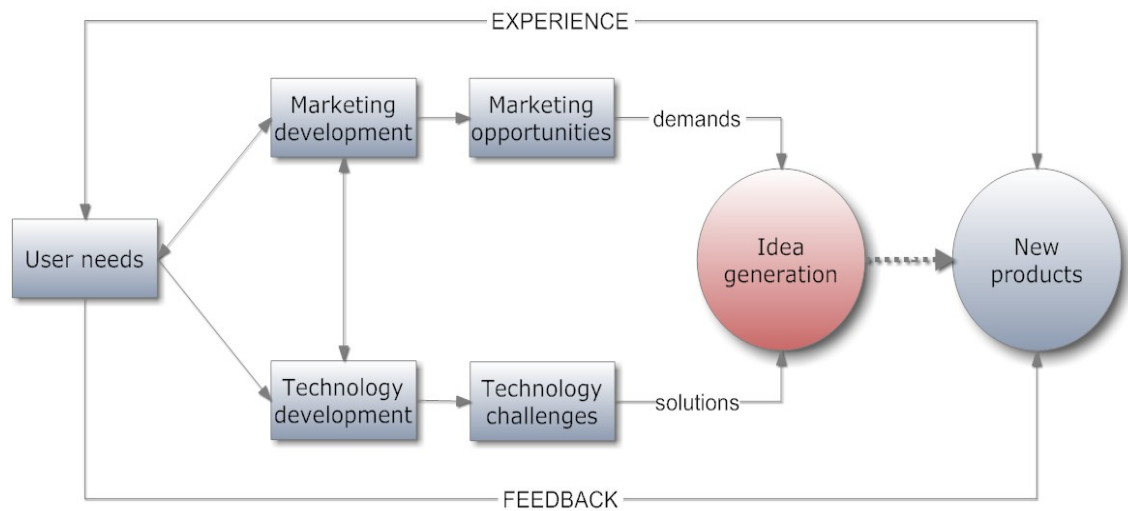 EXPERIENCE
Marketing
development
Marketing
opportunities
demands
User needs
Idea
generation
New
products
Technology
development
Technology
challenges
solutions
FEEDBACK